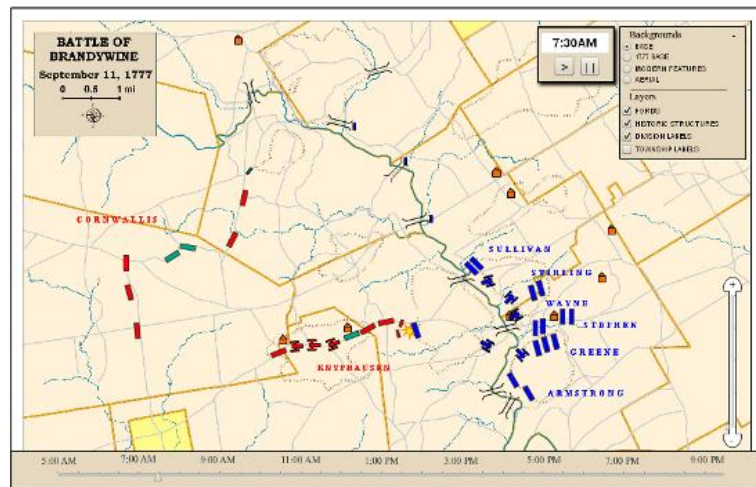 BATTLE OF
BRANDYWINE
September 11, 1777
0 0.5 1 mi
7:30AM
> ||
Backgrounds -
BASE
1777 BASE
MODERN FEATURES
AERIAL
Layers
FORDS
HISTORIC STRUCTURES
DIVISION LABELS
TOWNSHIP LABELS
CORNWALLIS
SULLIVAN
STIRLING
WAYNE
STEPHEN
GREENE
KNYPHAUSEN
ARMSTRONG
+
-
5:00 AM 7:00 AM 9:00 AM 11:00 AM 1:00 PM 3:00 PM 5:00 PM 7:00 PM 9:00 PM